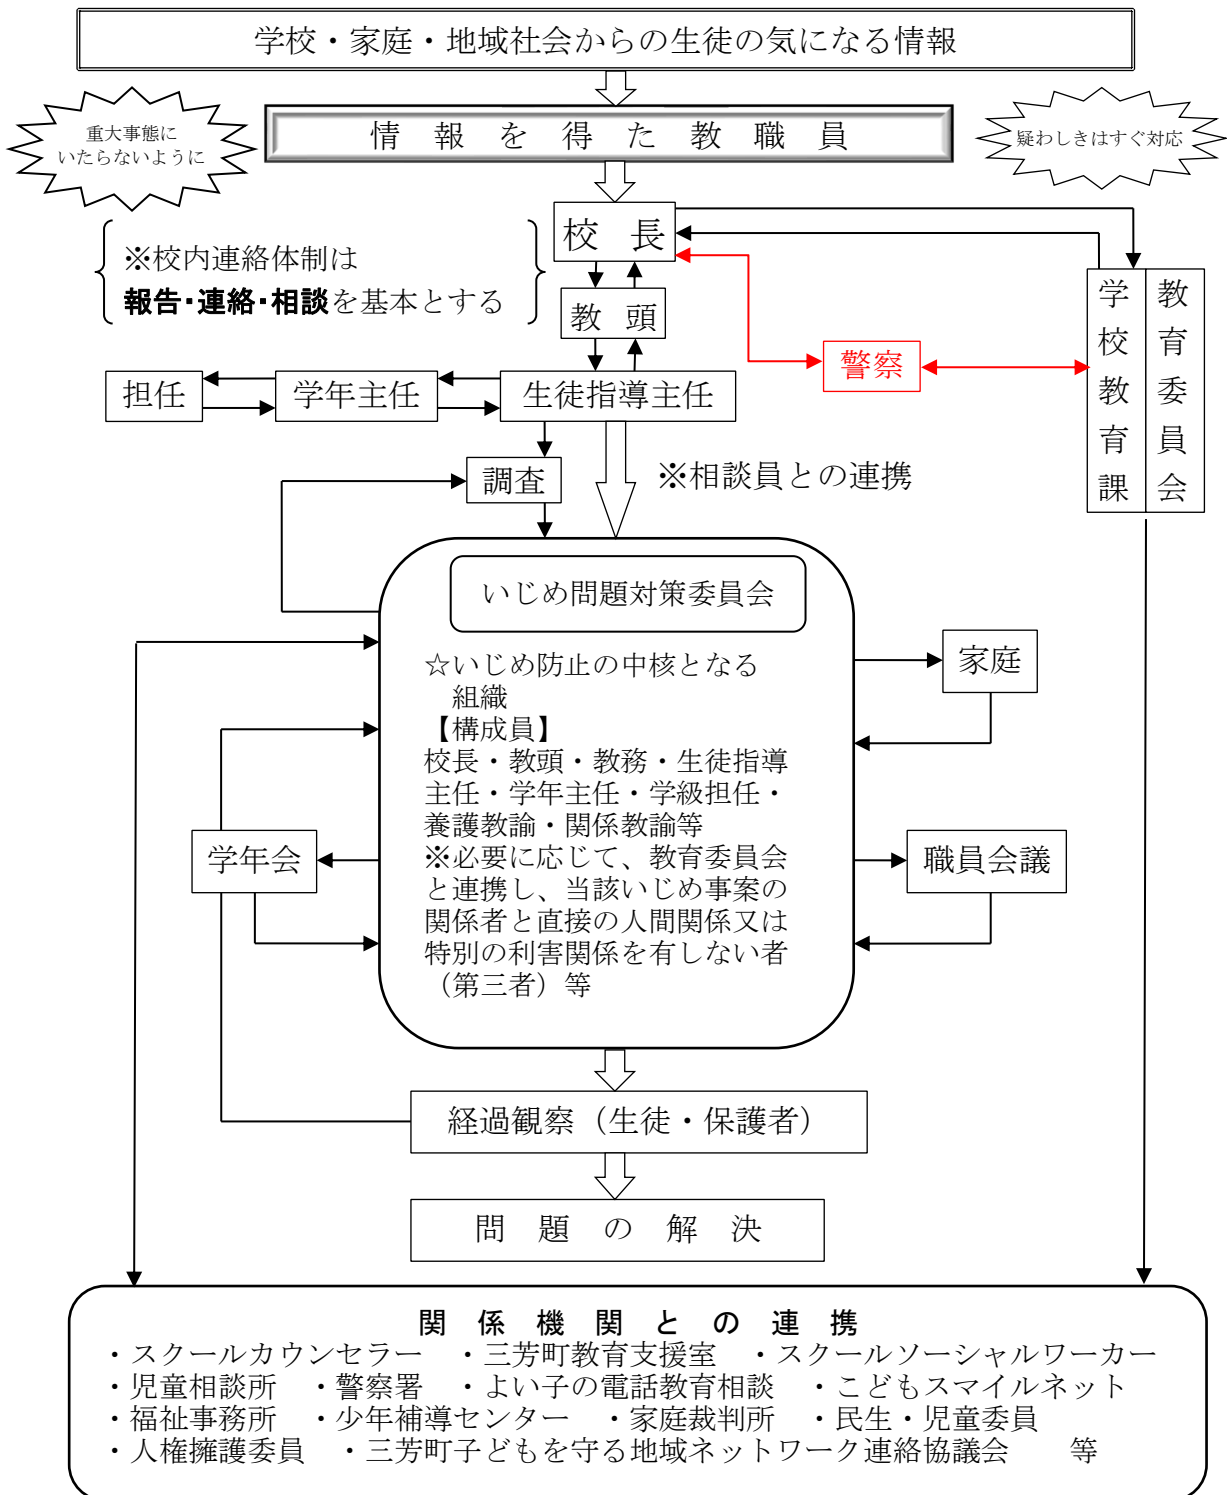 学校・家庭・地域社会からの生徒の気になる情報
重大事態に
いたらないように
情報を得た教職員
疑わしきはすぐ対応
校長
※校内連絡体制は
報告・連絡・相談を基本とする
教頭
学校教育課
教育委員会
警察
担任
学年主任
生徒指導主任
調査
※相談員との連携
いじめ問題対策委員会
☆いじめ防止の中核となる
組織
【構成員】
校長・教頭・教務・生徒指導
主任・学年主任・学級担任・
養護教諭・関係教諭等
※必要に応じて、教育委員会
と連携し、当該いじめ事案の
関係者と直接の人間関係又は
特別の利害関係を有しない者
（第三者）等
家庭
学年会
職員会議
経過観察（生徒・保護者）
問題の解決
関係機関との連携
・スクールカウンセラー　・三芳町教育支援室　・スクールソーシャルワーカー
・児童相談所　・警察署　・よい子の電話教育相談　・こどもスマイルネット
・福祉事務所　・少年補導センター　・家庭裁判所　・民生・児童委員
・人権擁護委員　・三芳町子どもを守る地域ネットワーク連絡協議会　　等